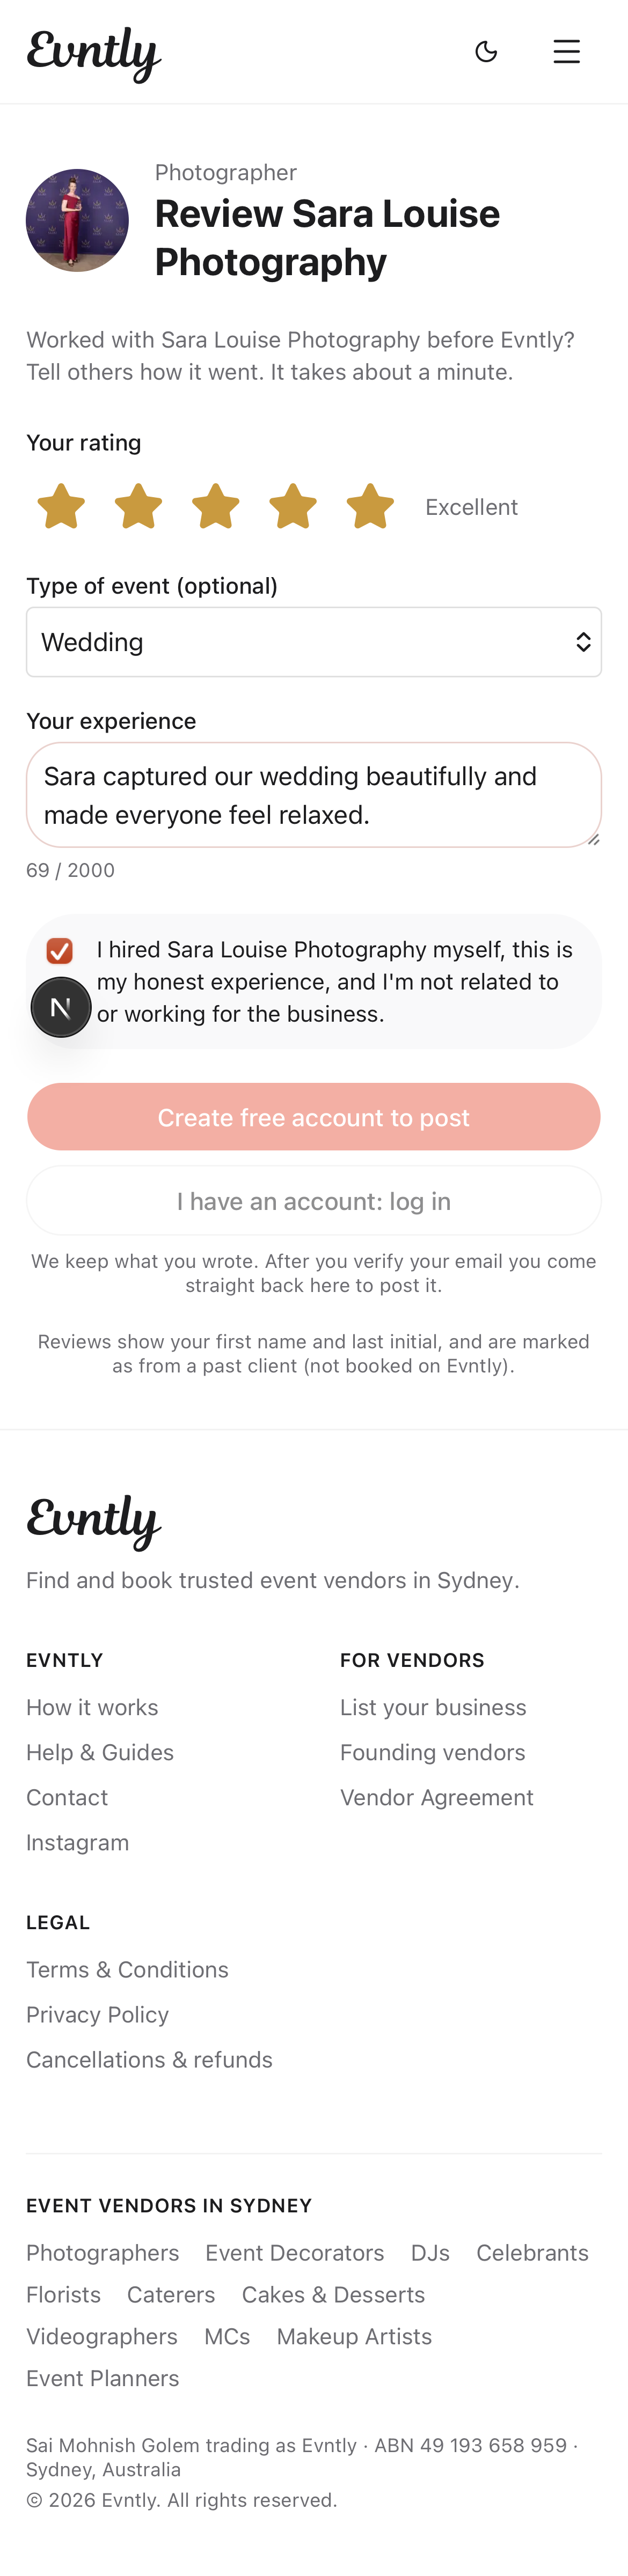 Evntly
Photographer
Review Sara Louise
Photography
Worked with Sara Louise Photography before Evntly?
Tell others how it went. It takes about a minute.
Your rating
Excellent
Type of event (optional)
Wedding
Your experience
Sara captured our wedding beautifully and
made everyone feel relaxed.
69 / 2000
I hired Sara Louise Photography myself, this is
my honest experience, and I'm not related to
or working for the business.
N
Create free account to post
I have an account: log in
We keep what you wrote. After you verify your email you come
straight back here to post it.
Reviews show your first name and last initial, and are marked
as from a past client (not booked on Evntly).
Evntly
Find and book trusted event vendors in Sydney.
EVNTLY
How it works
Help & Guides
Contact
Instagram
FOR VENDORS
List your business
Founding vendors
Vendor Agreement
LEGAL
Terms & Conditions
Privacy Policy
Cancellations & refunds
EVENT VENDORS IN SYDNEY
Photographers Event Decorators DJs Celebrants
Florists Caterers Cakes & Desserts
Videographers MCs Makeup Artists
Event Planners
Sai Mohnish Golem trading as Evntly · ABN 49 193 658 959 ·
Sydney, Australia
© 2026 Evntly. All rights reserved.